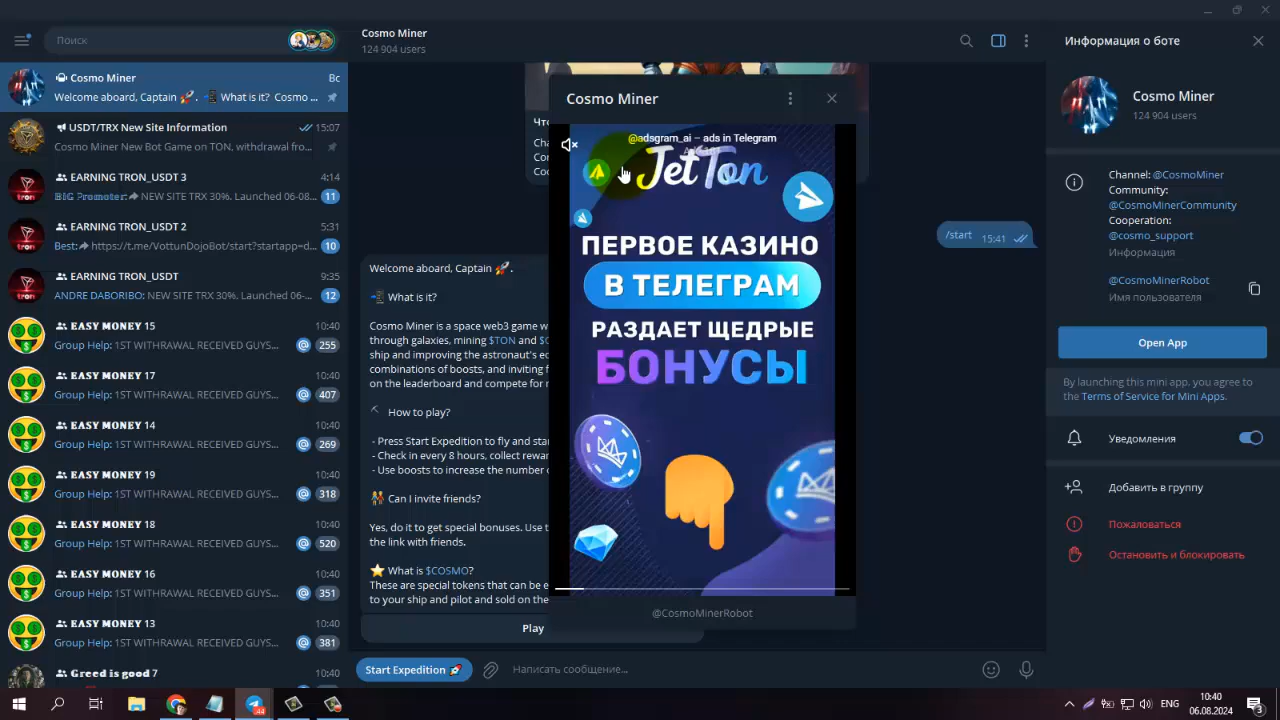 Поиск
Cosmo Miner
Вс
Welcome aboard, Captain 🚀. 📲 What is it? Cosmo ...
USDT/TRX New Site Information
15:07
Cosmo Miner New Bot Game on TON, withdrawal fro...
EARNING TRON_USDT 3
4:14
BIG Promoter: NEW SITE TRX 30%. Launched 06-08...
11
EARNING TRON_USDT 2
5:31
Best: https://t.me/VottunDojoBot/start?startapp=d...
10
EARNING TRON_USDT
9:35
ANDRE DABORIBO: NEW SITE TRX 30%. Launched 06-...
12
EASY MONEY 15
10:40
Group Help: 1ST WITHRAWAL RECEIVED GUYS...
@ 255
EASY MONEY 17
10:40
Group Help: 1ST WITHRAWAL RECEIVED GUYS...
@ 407
EASY MONEY 14
10:40
Group Help: 1ST WITHRAWAL RECEIVED GUYS...
@ 269
EASY MONEY 19
10:40
Group Help: 1ST WITHRAWAL RECEIVED GUYS...
@ 318
EASY MONEY 18
10:40
Group Help: 1ST WITHRAWAL RECEIVED GUYS...
@ 520
EASY MONEY 16
10:40
Group Help: 1ST WITHRAWAL RECEIVED GUYS...
@ 351
EASY MONEY 13
10:40
Group Help: 1ST WITHRAWAL RECEIVED GUYS...
@ 381
Greed is good 7
10:40
Cosmo Miner
124 904 users
/start 15:41
Welcome aboard, Captain 🚀.
📲 What is it?
Cosmo Miner is a space web3 game w
through galaxies, mining $TON and $C
ship and improving the astronaut's eq
combinations of boosts, and inviting f
on the leaderboard and compete for r
⛏ How to play?
- Press Start Expedition to fly and star
- Check in every 8 hours, collect rewar
- Use boosts to increase the number o
👫 Can I invite friends?
Yes, do it to get special bonuses. Use t
the link with friends.
⭐ What is $COSMO?
These are special tokens that can be e
to your ship and pilot and sold on the
Play
Start Expedition 🚀
Написать сообщение...
Cosmo Miner
@adsgram_ai – ads in Telegram
JetTon
ПЕРВОЕ КАЗИНО
В ТЕЛЕГРАМ
РАЗДАЕТ ЩЕДРЫЕ
БОНУСЫ
@CosmoMinerRobot
Информация о боте
Cosmo Miner
124 904 users
Channel: @CosmoMiner
Community:
@CosmoMinerCommunity
Cooperation:
@cosmo_support
Информация
@CosmoMinerRobot
Имя пользователя
Open App
By launching this mini app, you agree to
the Terms of Service for Mini Apps.
Уведомления
Добавить в группу
Пожаловаться
Остановить и блокировать
44
ENG
10:40
06.08.2024
3